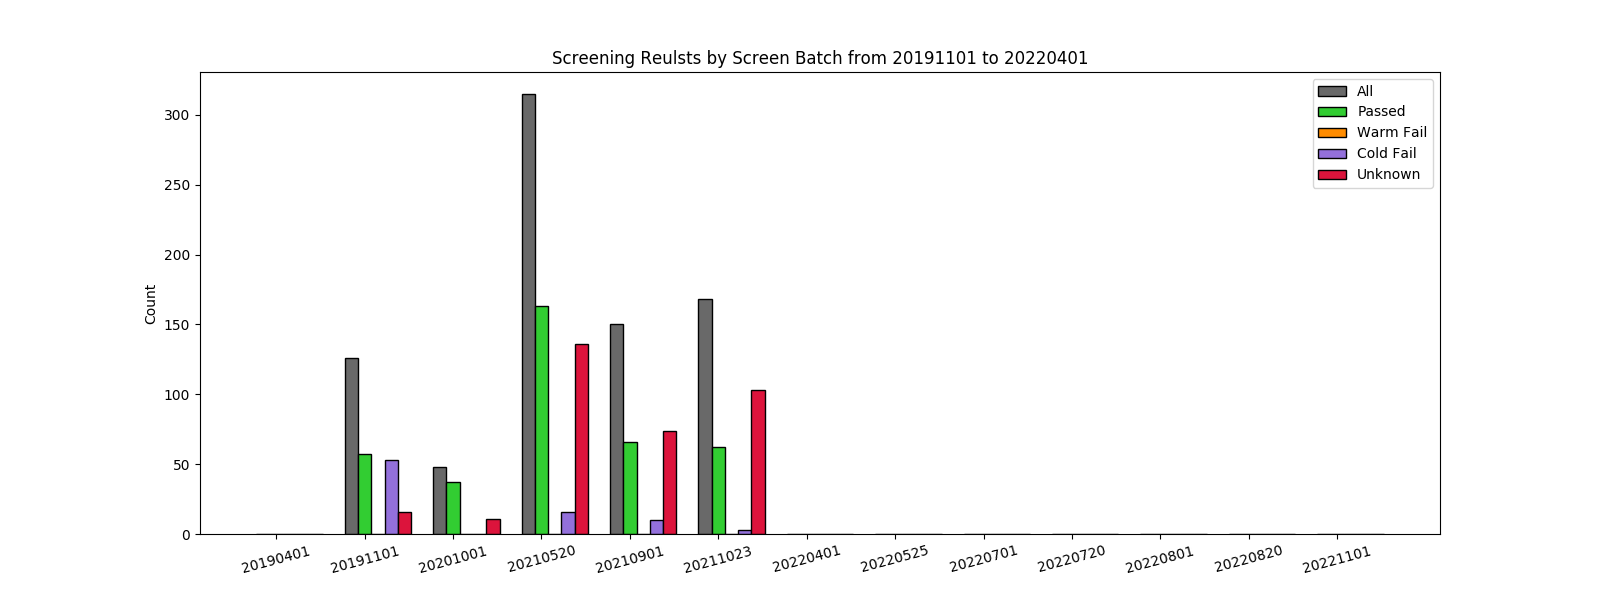 Screening Reulsts by Screen Batch from 20191101 to 20220401
All
Passed
Warm Fail
Cold Fail
Unknown
Count
300
250
200
150
100
50
0
20190401
20191101
20201001
20210520
20210901
20211023
20220401
20220525
20220701
20220720
20220801
20220820
20221101